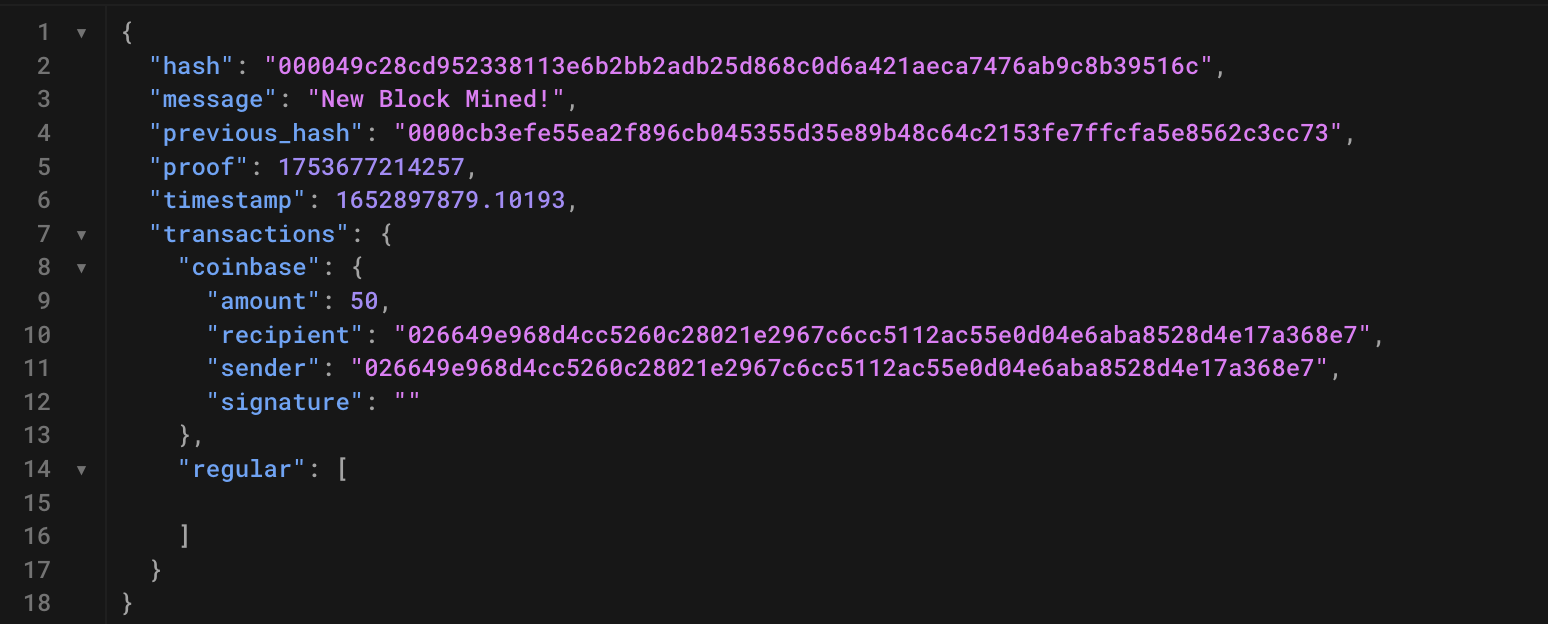 1 ▼ {
2 "hash": "000049c28cd952338113e6b2bb2adb25d868c0d6a421aeca7476ab9c8b39516c",
3 "message": "New Block Mined!",
4 "previous_hash": "0000cb3efe55ea2f896cb045355d35e89b48c64c2153fe7ffcfa5e8562c3cc73",
5 "proof": 1753677214257,
6 "timestamp": 1652897879.10193,
7 ▼ "transactions": {
8 ▼ "coinbase": {
9 "amount": 50,
10 "recipient": "026649e968d4cc5260c28021e2967c6cc5112ac55e0d04e6aba8528d4e17a368e7",
11 "sender": "026649e968d4cc5260c28021e2967c6cc5112ac55e0d04e6aba8528d4e17a368e7",
12 "signature": ""
13 },
14 ▼ "regular": [
15
16 ]
17 }
18 }